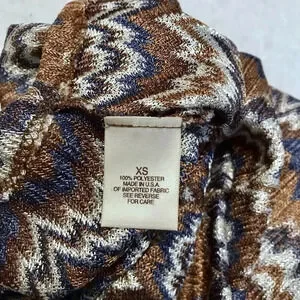 XS
100% POLYESTER
MADE IN U.S.A.
OF IMPORTED FABRIC
SEE REVERSE
FOR CARE